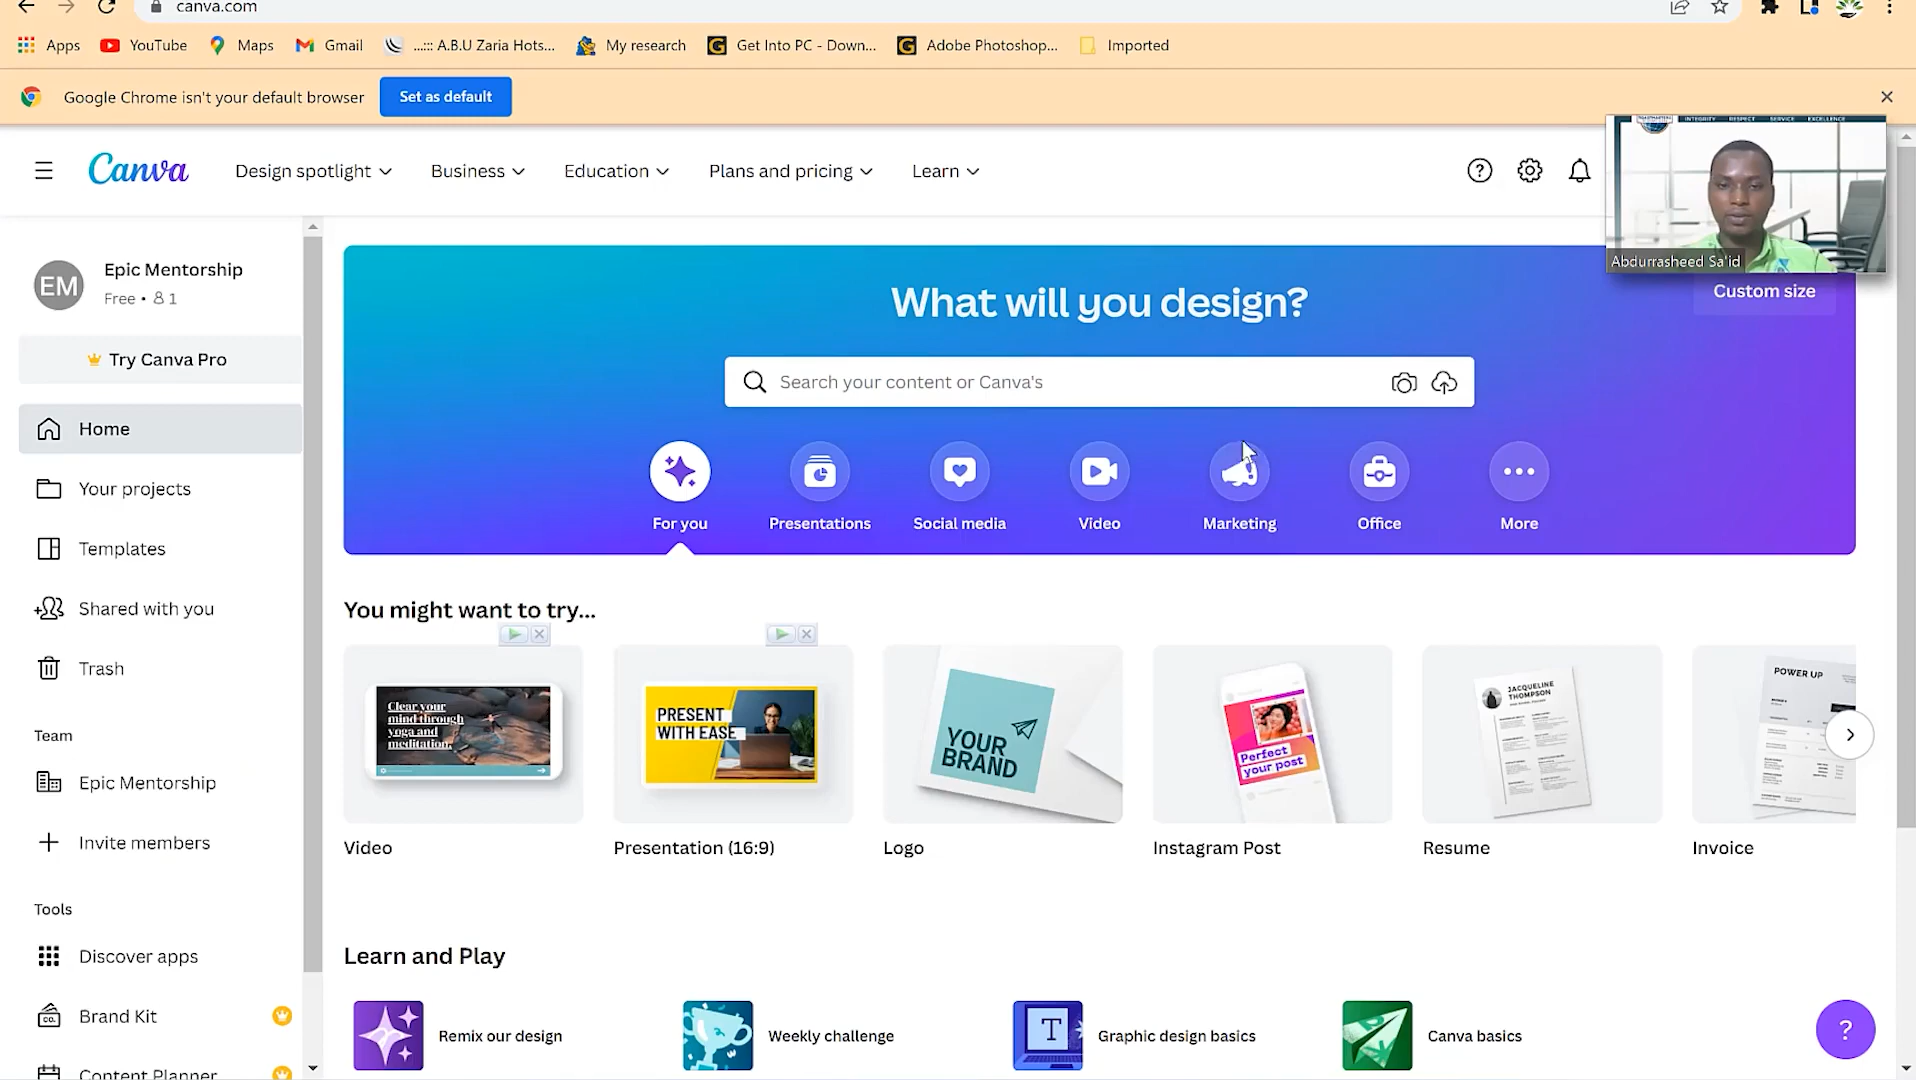 canva.com
Apps
YouTube
Maps
Gmail
...::: A.B.U Zaria Hots...
My research
Get Into PC - Down...
Adobe Photoshop...
Imported
Google Chrome isn't your default browser
Set as default
INTEGRITY RESPECT SERVICE EXCELLENCE
Abdurrasheed Sa'id
Canva
Design spotlight
Business
Education
Plans and pricing
Learn
EM
Epic Mentorship
Free • 1
Try Canva Pro
Home
Your projects
Templates
Shared with you
Trash
Team
Epic Mentorship
Invite members
Tools
Discover apps
Brand Kit
Content Planner
Custom size
What will you design?
Search your content or Canva's
For you
Presentations
Social media
Video
Marketing
Office
More
You might want to try...
Clear your
mind through
yoga and
meditation.
PRESENT
WITH EASE
YOUR
BRAND
Perfect
your post
JACQUELINE
THOMPSON
POWER UP
Video
Presentation (16:9)
Logo
Instagram Post
Resume
Invoice
Learn and Play
Remix our design
Weekly challenge
T
Graphic design basics
Canva basics
?